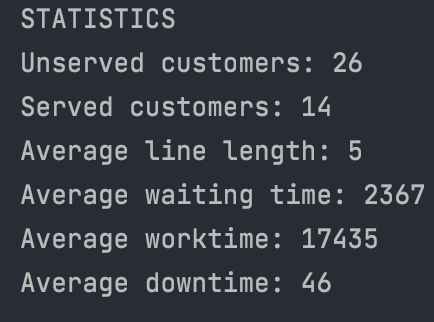 STATISTICS
Unserved customers: 26
Served customers: 14
Average line length: 5
Average waiting time: 2367
Average worktime: 17435
Average downtime: 46